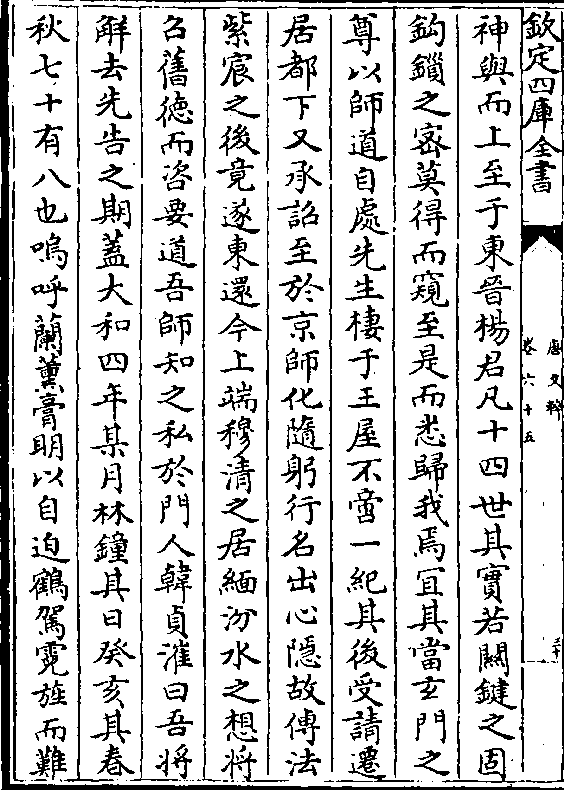 欽定四庫全書
唐文粹
卷六十五
神與而上至于東晉楊君凡十四世其實若闗鍵之固
鈎鎻之宻莫得而窺至是而悉歸我焉冝其當𤣥門之
尊以師道自處先生棲于王屋不啻一紀其後受請遷
居都下又承詔至於京師化隨躬行名出心隠故傳法
紫宸之後竟遂東還今上端穆清之居緬汾水之想將
召舊徳而咨要道吾師知之私於門人韓貞漼曰吾將
解去先告之期蓋大和四年某月林鐘其日癸亥其春
秋七十有八也嗚呼蘭薫膏明以自迫鶴駕霓旌而難